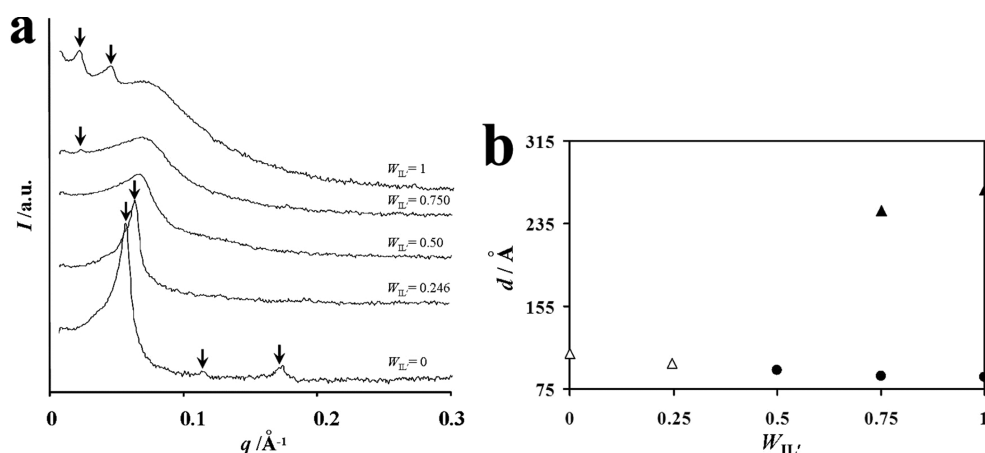 a
I /a.u.
W_IL′= 1
W_IL′= 0.750
W_IL′= 0.50
W_IL′= 0.246
W_IL′= 0
0 0.1 0.2 0.3
q /Å⁻¹
b
315
235
155
75
d / Å
0 0.25 0.5 0.75 1
W_IL′